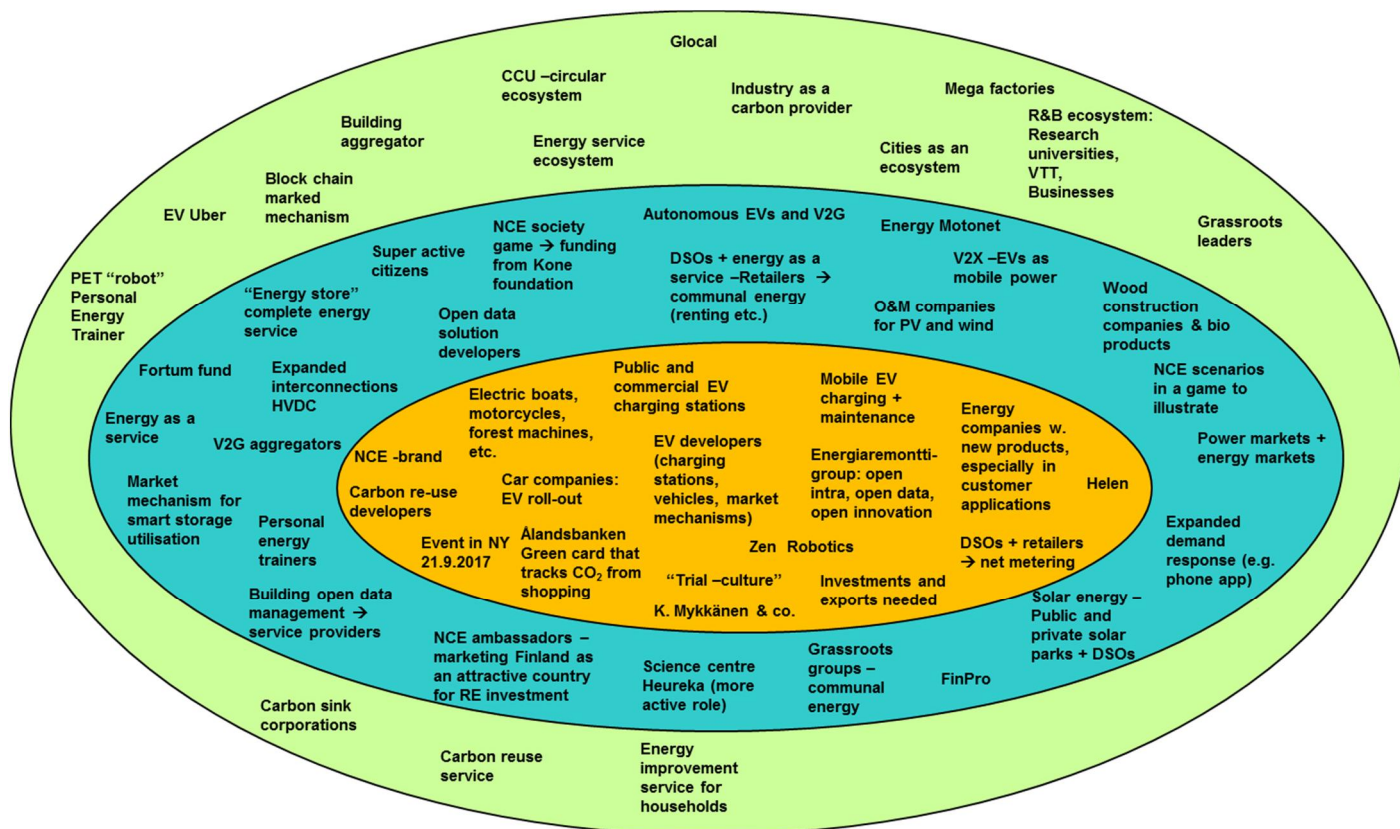 Glocal
CCU –circular
ecosystem
Industry as a
carbon provider
Mega factories
Building
aggregator
Energy service
ecosystem
Cities as an
ecosystem
R&B ecosystem:
Research
universities,
VTT,
Businesses
Block chain
marked
mechanism
EV Uber
Grassroots
leaders
PET “robot”
Personal
Energy
Trainer
Autonomous EVs and V2G
NCE society
game → funding
from Kone
foundation
Energy Motonet
Super active
citizens
DSOs + energy as a
service –Retailers →
communal energy
(renting etc.)
V2X –EVs as
mobile power
“Energy store”
complete energy
service
Open data
solution
developers
O&M companies
for PV and wind
Wood
construction
companies & bio
products
Fortum fund
Expanded
interconnections
HVDC
NCE scenarios
in a game to
illustrate
Energy as a
service
V2G aggregators
Power markets +
energy markets
Market
mechanism for
smart storage
utilisation
Personal
energy
trainers
Expanded
demand
response (e.g.
phone app)
Building open data
management →
service providers
Solar energy –
Public and
private solar
parks + DSOs
NCE ambassadors –
marketing Finland as
an attractive country
for RE investment
Science centre
Heureka (more
active role)
Grassroots
groups –
communal
energy
FinPro
Public and
commercial EV
charging stations
Mobile EV
charging +
maintenance
Electric boats,
motorcycles,
forest machines,
etc.
Energy
companies w.
new products,
especially in
customer
applications
NCE -brand
EV developers
(charging
stations,
vehicles, market
mechanisms)
Energiaremontti-
group: open
intra, open data,
open innovation
Car companies:
EV roll-out
Helen
Carbon re-use
developers
Event in NY
21.9.2017
Ålandsbanken
Green card that
tracks CO2 from
shopping
Zen Robotics
DSOs + retailers
→ net metering
“Trial –culture”
Investments and
exports needed
K. Mykkänen & co.
Carbon sink
corporations
Carbon reuse
service
Energy
improvement
service for
households